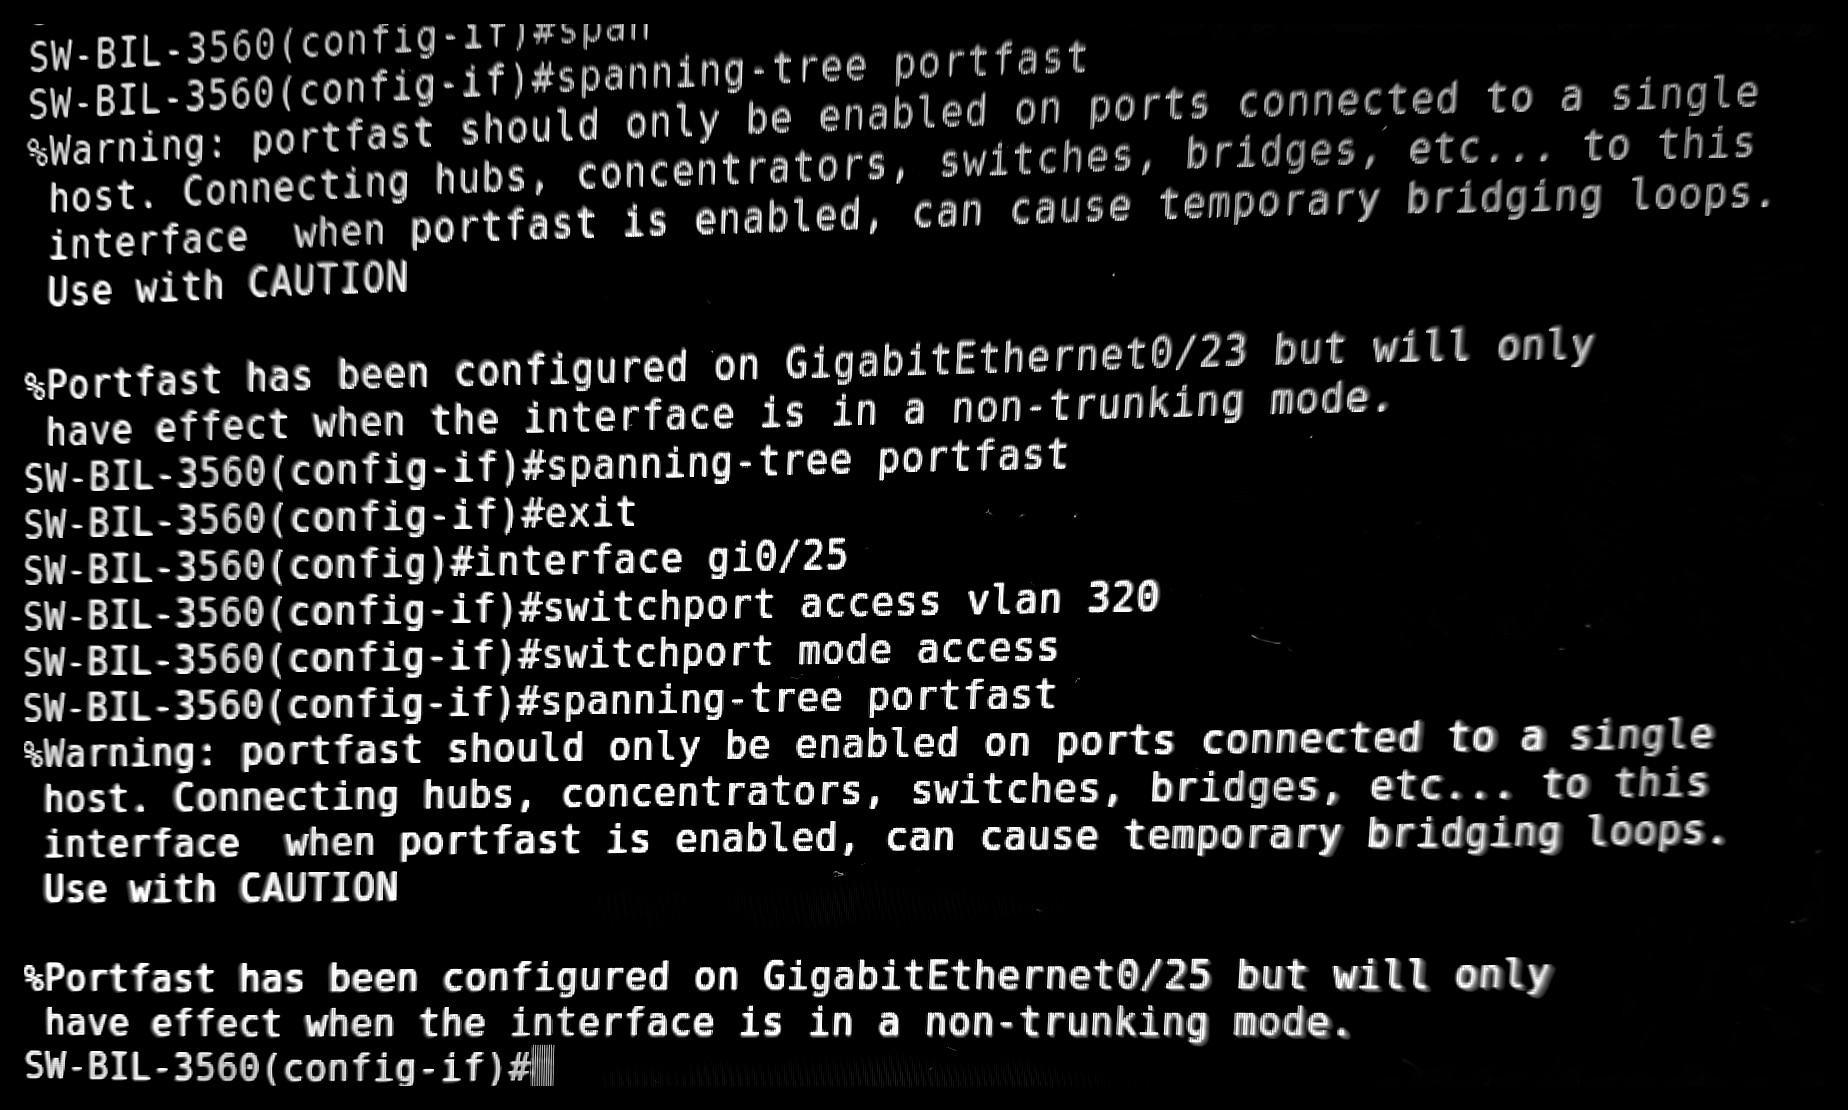 SW-BIL-3560(config-if)#span
SW-BIL-3560(config-if)#spanning-tree portfast
%Warning: portfast should only be enabled on ports connected to a single
host. Connecting hubs, concentrators, switches, bridges, etc... to this
interface  when portfast is enabled, can cause temporary bridging loops.
Use with CAUTION

%Portfast has been configured on GigabitEthernet0/23 but will only
have effect when the interface is in a non-trunking mode.
SW-BIL-3560(config-if)#spanning-tree portfast
SW-BIL-3560(config-if)#exit
SW-BIL-3560(config)#interface gi0/25
SW-BIL-3560(config-if)#switchport access vlan 320
SW-BIL-3560(config-if)#switchport mode access
SW-BIL-3560(config-if)#spanning-tree portfast
%Warning: portfast should only be enabled on ports connected to a single
host. Connecting hubs, concentrators, switches, bridges, etc... to this
interface  when portfast is enabled, can cause temporary bridging loops.
Use with CAUTION

%Portfast has been configured on GigabitEthernet0/25 but will only
have effect when the interface is in a non-trunking mode.
SW-BIL-3560(config-if)#